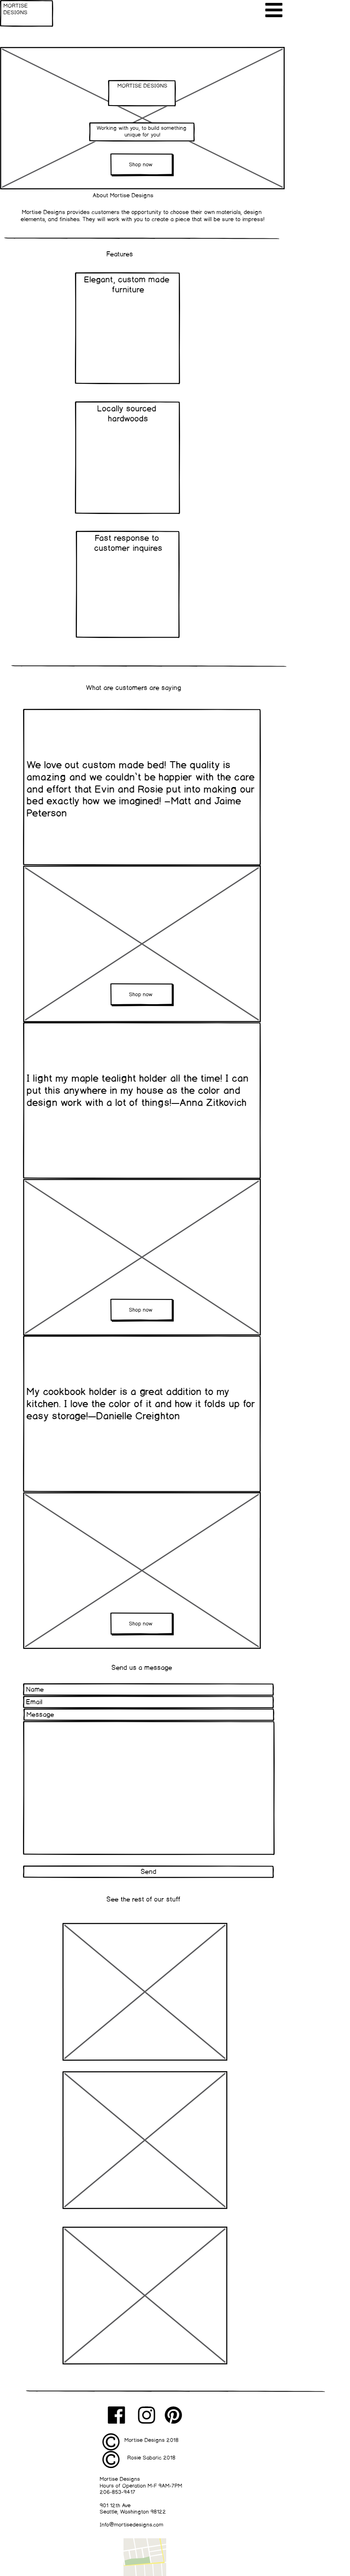 MORTISE
DESIGNS
MORTISE DESIGNS
Working with you, to build something
unique for you!
Shop now
About Mortise Designs
Mortise Designs provides customers the opportunity to choose their own materials, design
elements, and finishes. They will work with you to create a piece that will be sure to impress!
Features
Elegant, custom made
furniture
Locally sourced
hardwoods
Fast response to
customer inquires
What are customers are saying
We love out custom made bed! The quality is
amazing and we couldn't be happier with the care
and effort that Evin and Rosie put into making our
bed exactly how we imagined! -Matt and Jaime
Peterson
Shop now
I light my maple tealight holder all the time! I can
put this anywhere in my house as the color and
design work with a lot of things!—Anna Zitkovich
Shop now
My cookbook holder is a great addition to my
kitchen. I love the color of it and how it folds up for
easy storage!—Danielle Creighton
Shop now
Send us a message
Name
Email
Message
Send
See the rest of our stuff
© Mortise Designs 2018
© Rosie Sabaric 2018
Mortise Designs
Hours of Operation M-F 9AM-7PM
206-853-9417
901 12th Ave
Seattle, Washington 98122
Info@mortisedesigns.com